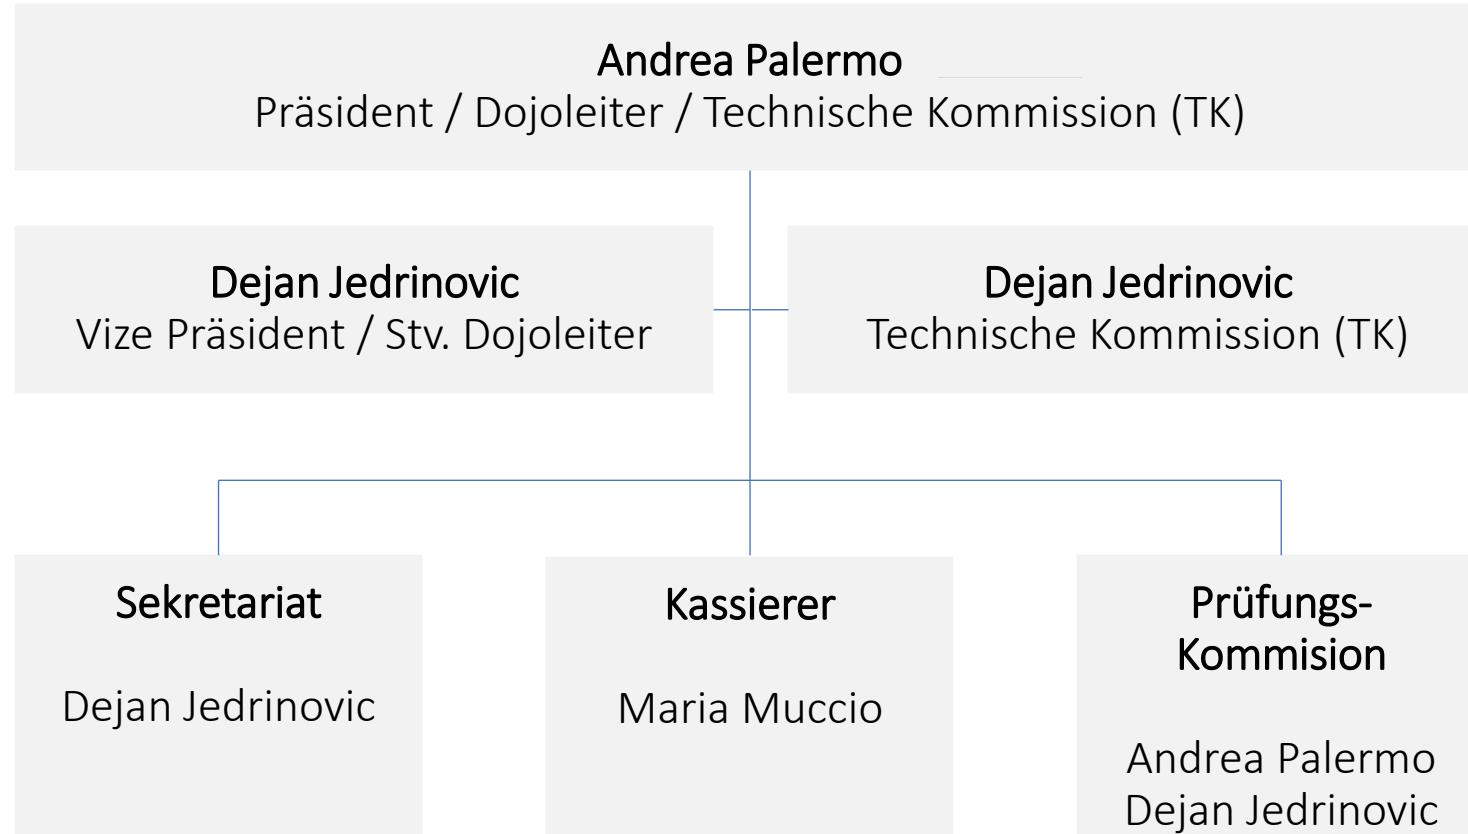 Andrea Palermo
Präsident / Dojoleiter / Technische Kommission (TK)
Dejan Jedrinovic
Vize Präsident / Stv. Dojoleiter
Dejan Jedrinovic
Technische Kommission (TK)
Sekretariat
Dejan Jedrinovic
Kassierer
Maria Muccio
Prüfungs-
Kommision
Andrea Palermo
Dejan Jedrinovic